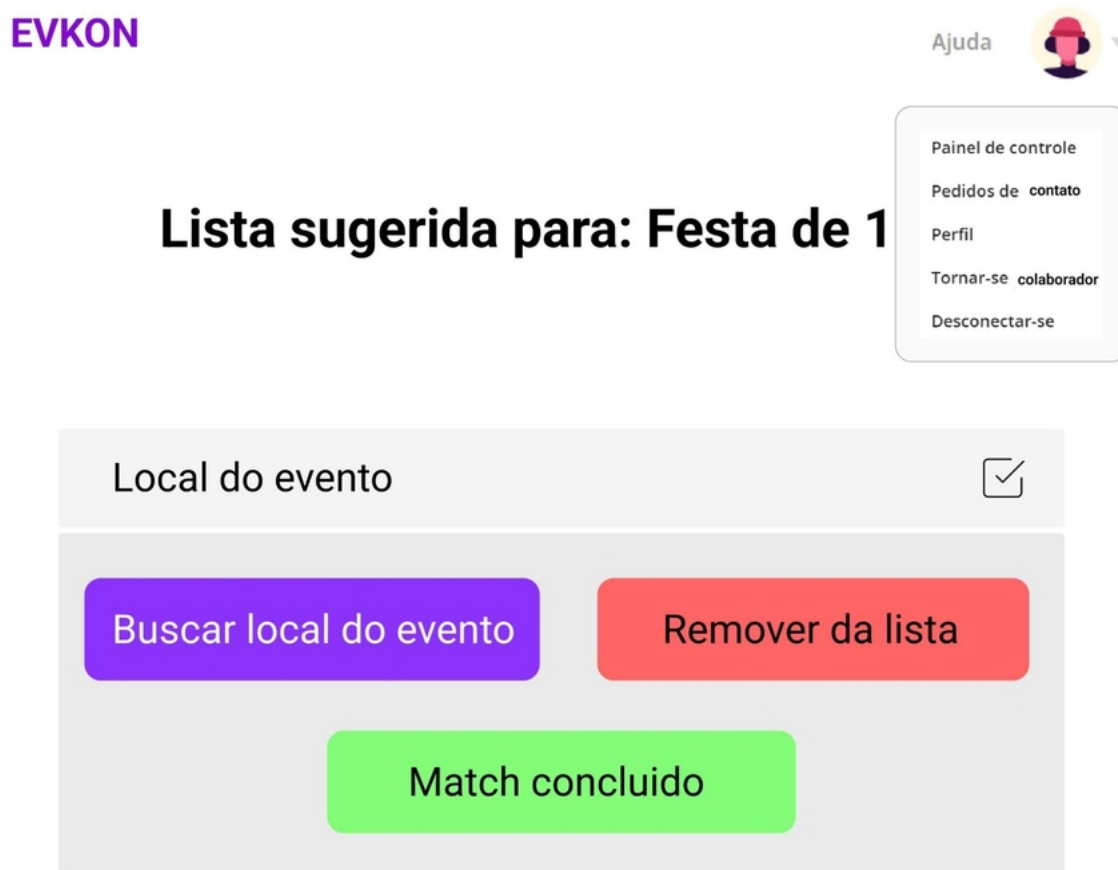 EVKON
Ajuda
Painel de controle
Pedidos de contato
Perfil
Tornar-se colaborador
Desconectar-se
Lista sugerida para: Festa de 1
Local do evento
Buscar local do evento
Remover da lista
Match concluido